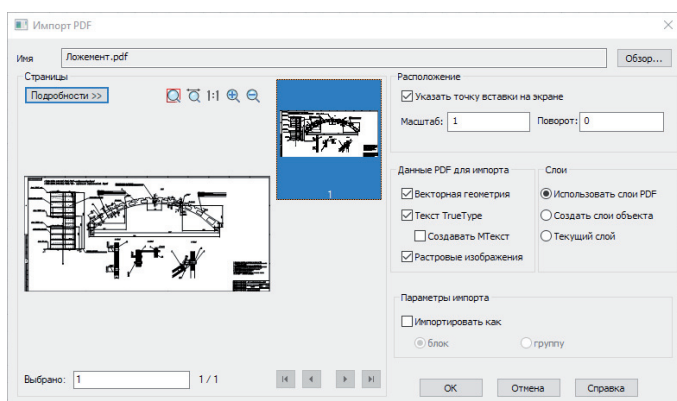 Импорт PDF
Имя Ложемент.pdf Обзор...
Страницы
Подробности >> 1:1
1
Выбрано: 1 1 / 1
Расположение
Указать точку вставки на экране
Масштаб: 1 Поворот: 0
Данные PDF для импорта Слои
Векторная геометрия Использовать слои PDF
Текст TrueType Создать слои объекта
Создавать МТекст Текущий слой
Растровые изображения
Параметры импорта
Импортировать как
блок группу
ОК Отмена Справка